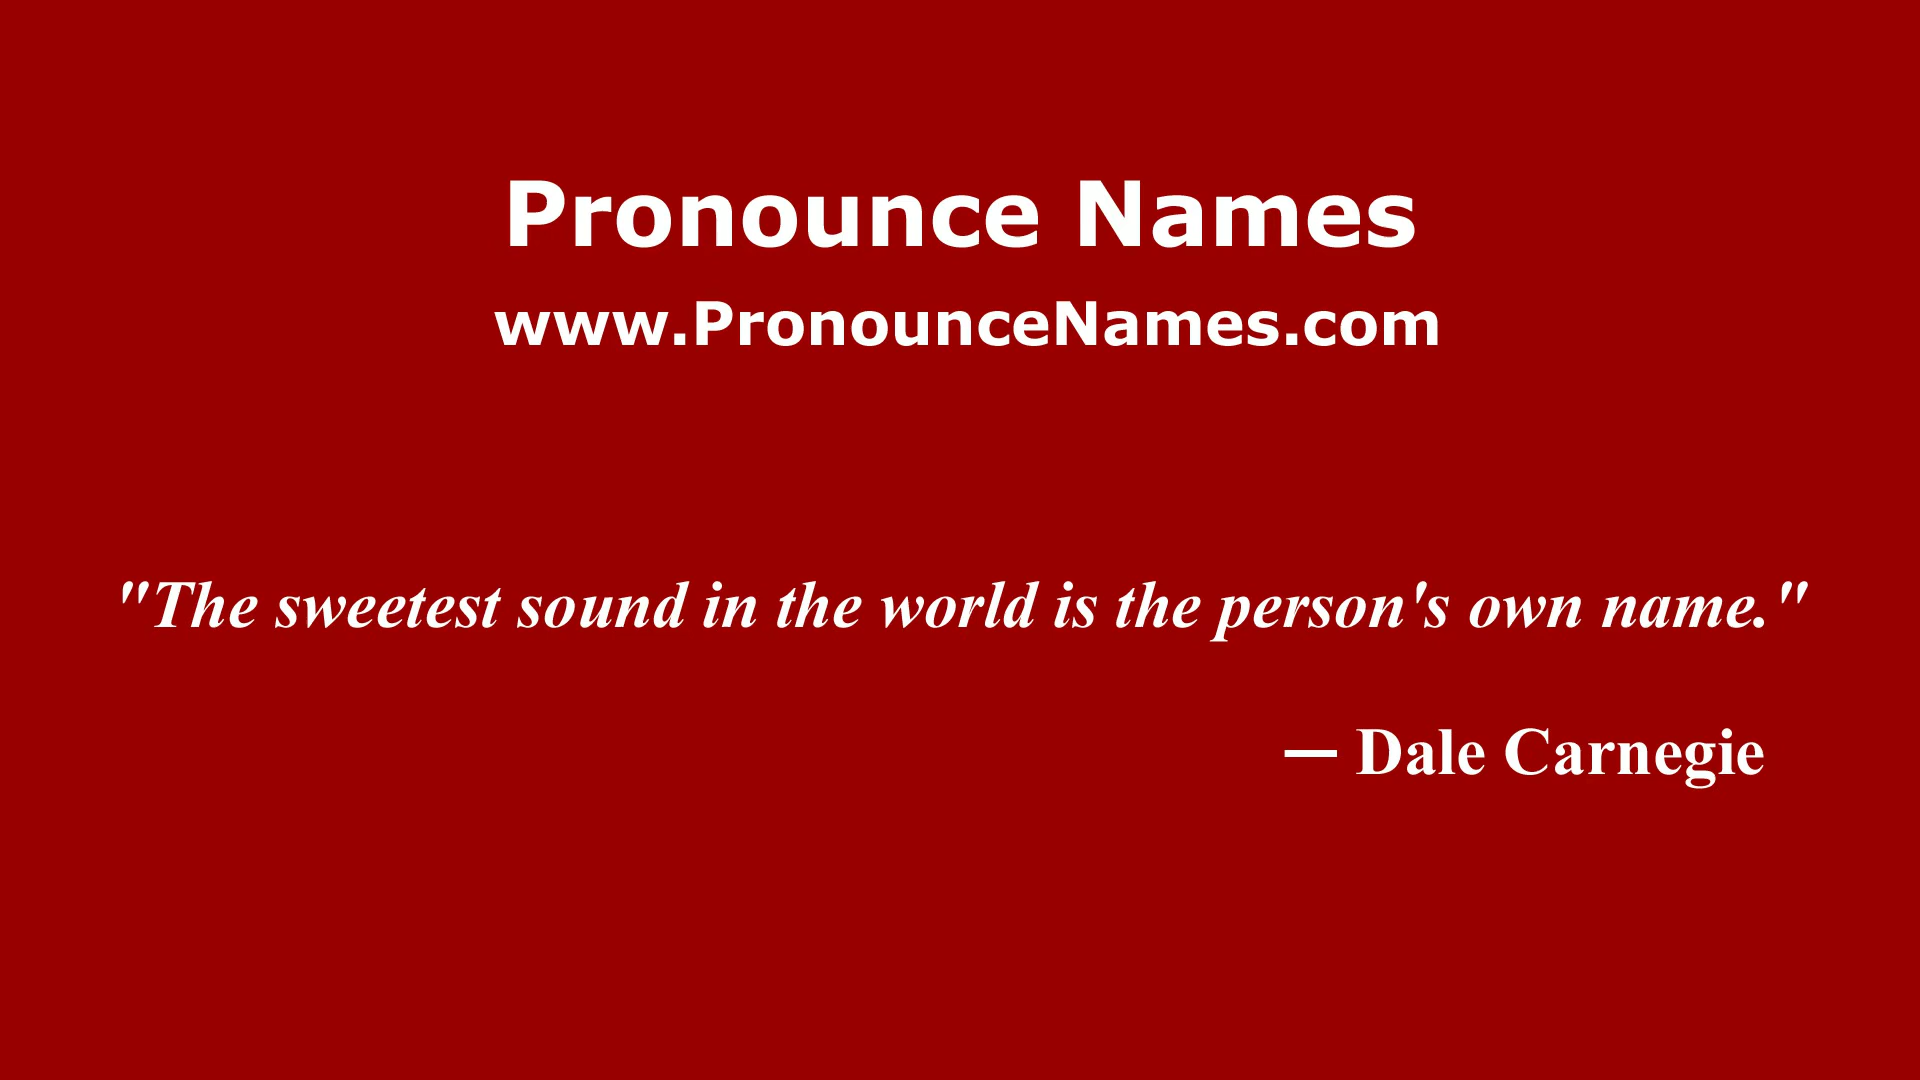 Pronounce Names
www.PronounceNames.com
"The sweetest sound in the world is the person's own name."
— Dale Carnegie